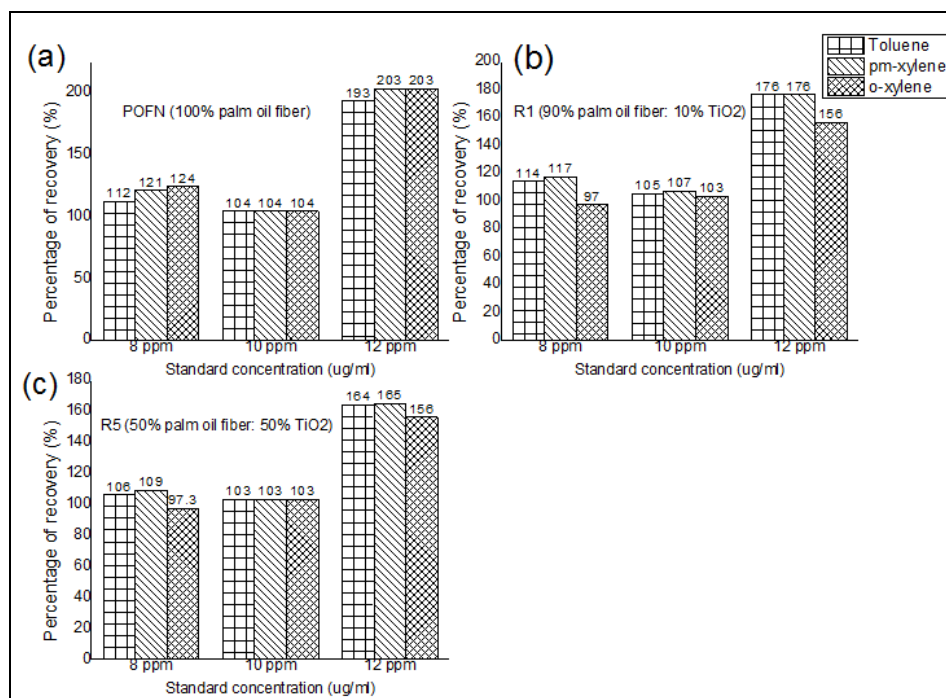 (a)
POFN (100% palm oil fiber)
Percentage of recovery (%)
200
150
100
50
0
112
121
124
104
104
104
193
203
203
8 ppm
10 ppm
12 ppm
Standard concentration (ug/ml)
(b)
Toluene
pm-xylene
o-xylene
R1 (90% palm oil fiber: 10% TiO2)
Percentage of recovery (%)
200
180
160
140
120
100
80
60
40
20
0
114
117
97
105
107
103
176
176
156
8 ppm
10 ppm
12 ppm
Standard concentration (ug/ml)
(c)
R5 (50% palm oil fiber: 50% TiO2)
Percentage of recovery (%)
180
160
140
120
100
80
60
40
20
0
106
109
97.3
103
103
103
164
165
156
8 ppm
10 ppm
12 ppm
Standard concentration (ug/ml)